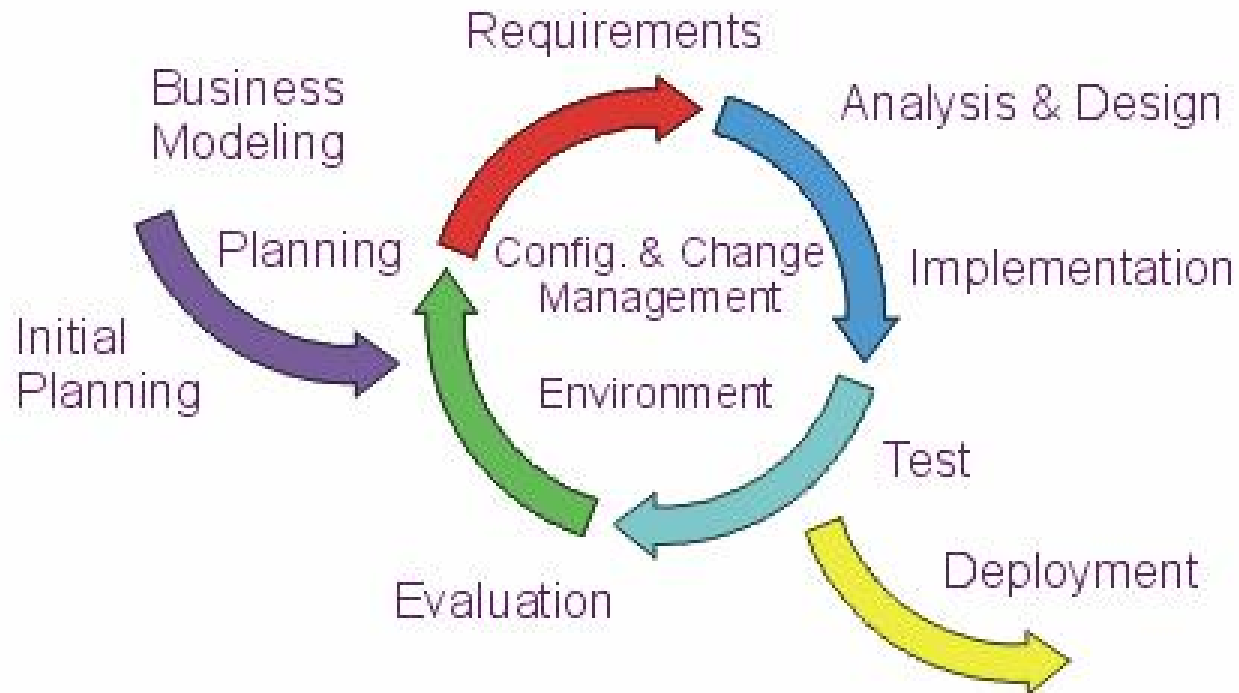 Requirements
Business
Modeling
Analysis & Design
Planning
Config. & Change
Management
Implementation
Initial
Planning
Environment
Test
Deployment
Evaluation